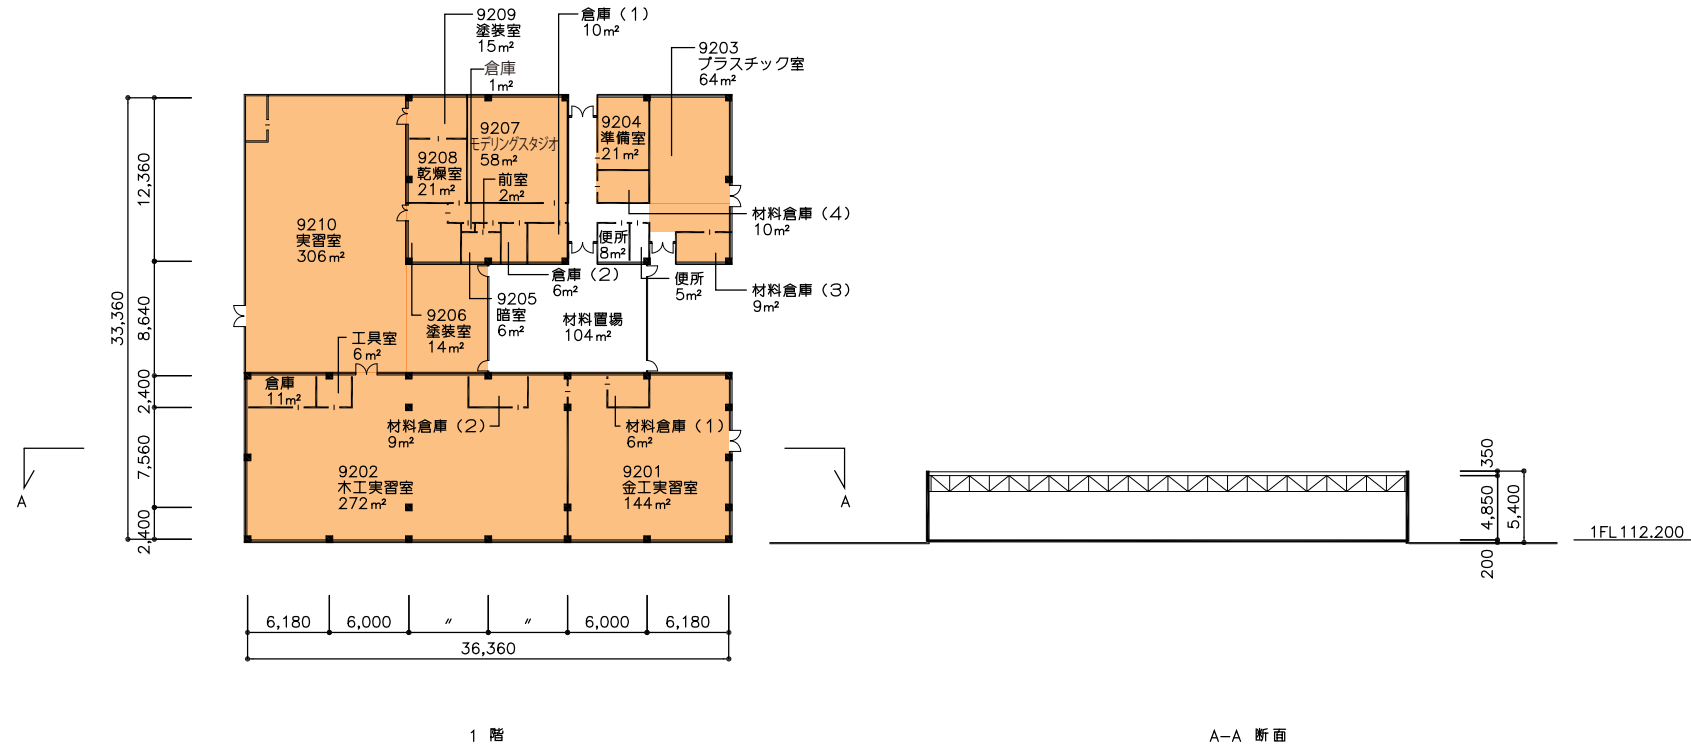 9209
塗装室
15㎡
倉庫（1）
10㎡
9203
プラスチック室
64㎡
倉庫
1㎡
9207
モデリングスタジオ
58㎡
9204
準備室
21㎡
9208
乾燥室
21㎡
前室
2㎡
材料倉庫（4）
10㎡
9210
実習室
306㎡
便所
8㎡
倉庫（2）
6㎡
便所
5㎡
材料倉庫（3）
9㎡
9205
暗室
6㎡
9206
塗装室
14㎡
材料置場
104㎡
工具室
6㎡
倉庫
11㎡
材料倉庫（2）
9㎡
材料倉庫（1）
6㎡
9202
木工実習室
272㎡
9201
金工実習室
144㎡
12,360
8,640
2,400
7,560
2,400
33,360
A
A
6,180
6,000
〃
〃
6,000
6,180
36,360
350
4,850
5,400
200
1FL112.200
1 階
A−A 断面